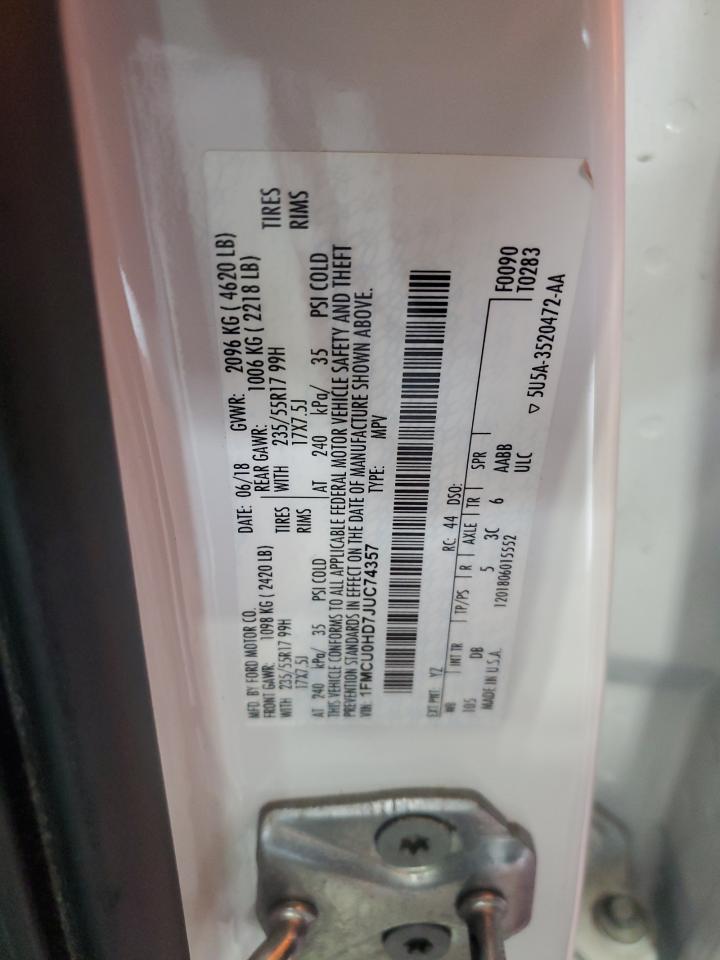 MFD. BY FORD MOTOR CO.
DATE: 06/18 GVWR: 2096 KG ( 4620 LB)
FRONT GAWR: 1098 KG ( 2420 LB) REAR GAWR: 1006 KG ( 2218 LB)
WITH 235/55R17 99H TIRES WITH 235/55R17 99H TIRES
17X7.5J RIMS 17X7.5J RIMS
AT 240 kPa/ 35 PSI COLD AT 240 kPa/ 35 PSI COLD
THIS VEHICLE CONFORMS TO ALL APPLICABLE FEDERAL MOTOR VEHICLE SAFETY AND THEFT
PREVENTION STANDARDS IN EFFECT ON THE DATE OF MANUFACTURE SHOWN ABOVE.
VIN: 1FMCU0HD7JUC74357 TYPE: MPV
EXT PNT: YZ RC: 44 DSO:
WB INT TR TP/PS R AXLE TR SPR
105 DB 5 3C 6 AABB
F0090
T0283
MADE IN U.S.A. 1201806015552 ULC
▽ 5U5A-3520472-AA